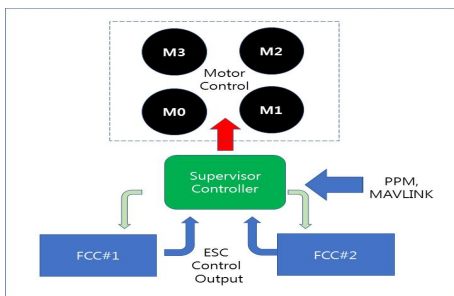 M3
M2
Motor
Control
M0
M1
Supervisor
Controller
PPM,
MAVLINK
FCC#1
ESC
Control
Output
FCC#2